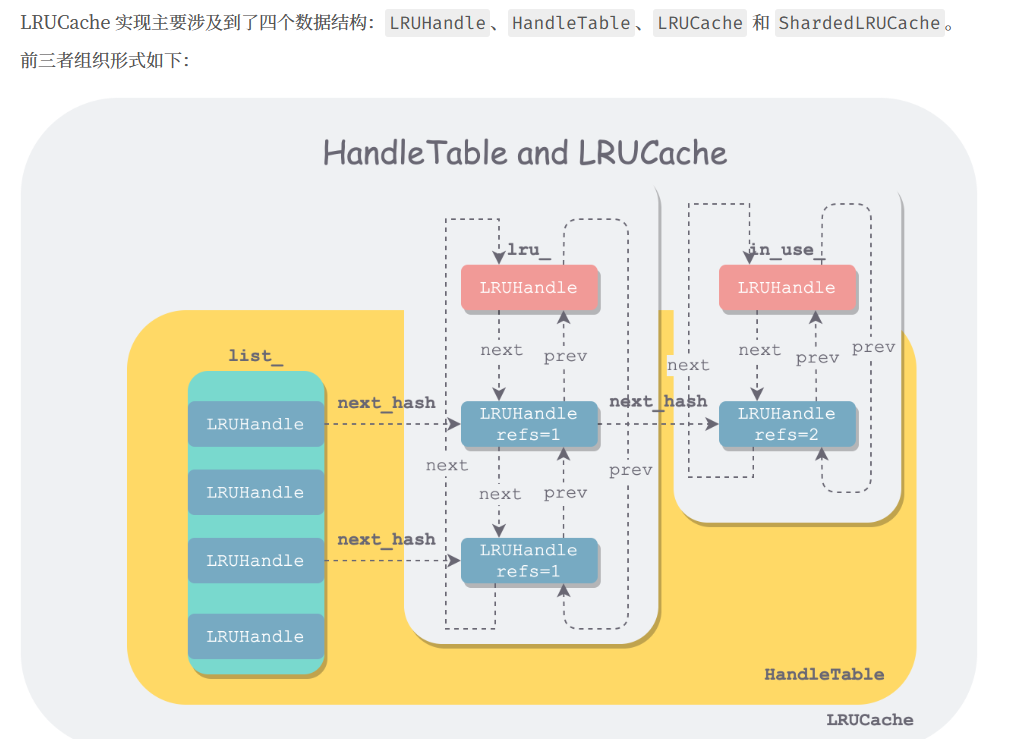 LRUCache 实现主要涉及到了四个数据结构：LRUHandle、HandleTable、LRUCache 和 ShardedLRUCache。
前三者组织形式如下：
HandleTable and LRUCache
lru_
in_use_
LRUHandle
LRUHandle
next
prev
next
prev
prev
next
list_
next_hash
next_hash
LRUHandle
LRUHandle
refs=1
LRUHandle
refs=2
next
prev
next
prev
LRUHandle
next_hash
LRUHandle
LRUHandle
refs=1
LRUHandle
HandleTable
LRUCache